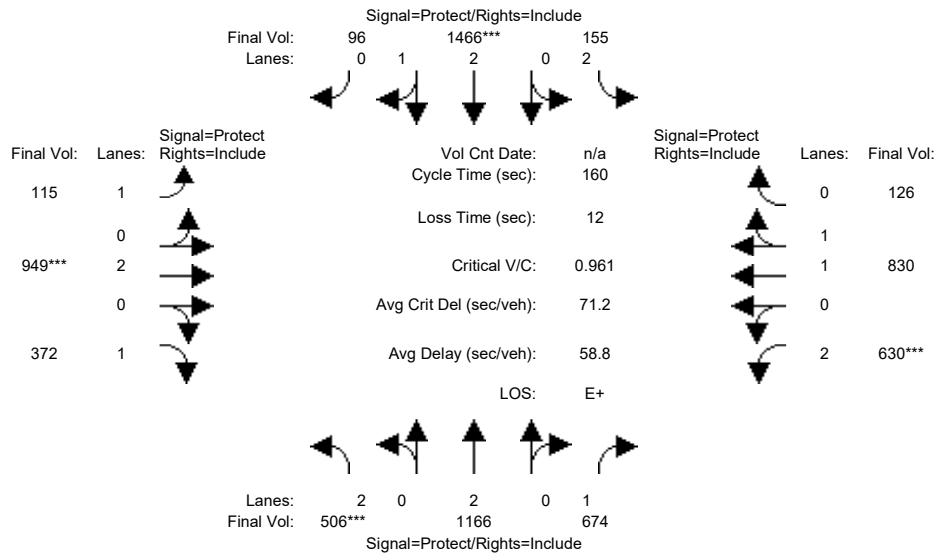 Signal=Protect/Rights=Include
Final Vol: 96 1466*** 155
Lanes: 0 1 2 0 2
Signal=Protect Signal=Protect
Final Vol: Lanes: Rights=Include Vol Cnt Date: n/a Rights=Include Lanes: Final Vol:
Cycle Time (sec): 160
115 1 0 126
Loss Time (sec): 12
0 1
949*** 2 Critical V/C: 0.961 1 830
0 Avg Crit Del (sec/veh): 71.2 0
372 1 Avg Delay (sec/veh): 58.8 2 630***
LOS: E+
Lanes: 2 0 2 0 1
Final Vol: 506*** 1166 674
Signal=Protect/Rights=Include